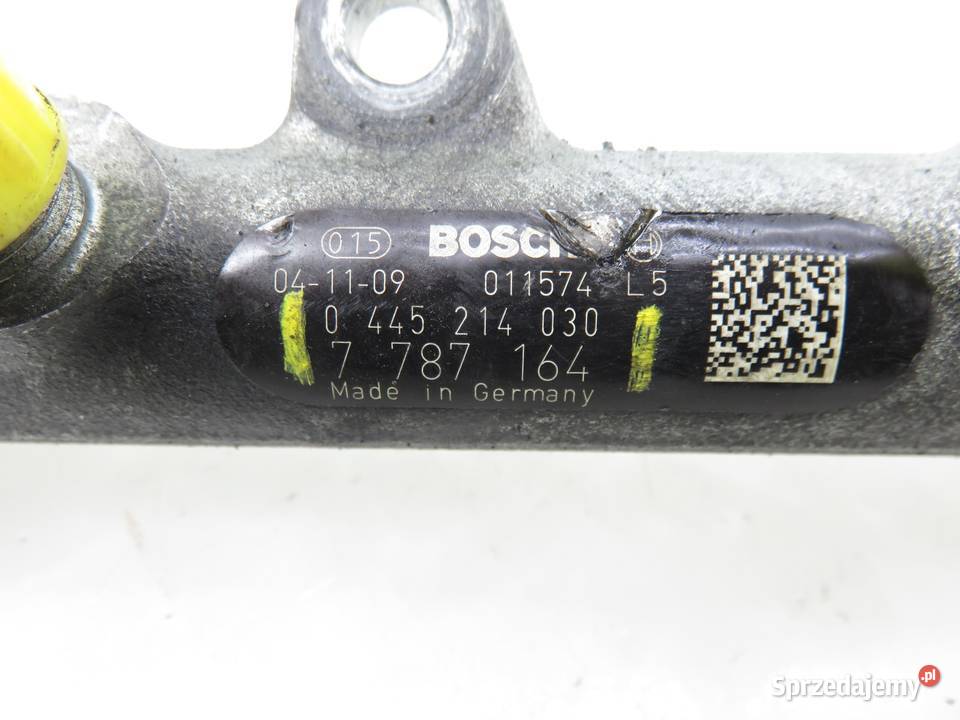 015 BOSCH
04-11-09 011574 L5
0 445 214 030
7 787 164
Made in Germany
Sprzedajemy.pl